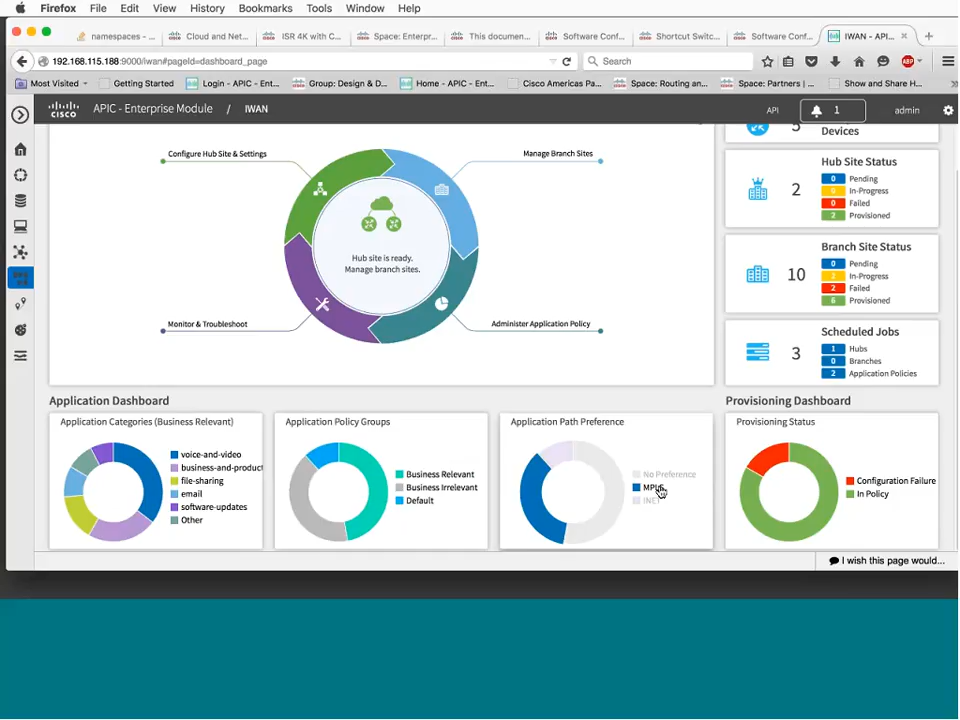 Firefox File Edit View History Bookmarks Tools Window Help
namespaces - ... Cloud and Net... ISR 4K with C... Space: Enterpr... This documen... Software Conf... Shortcut Switc... Software Conf... IWAN - API...
192.168.115.188:9000/iwan#pageId=dashboard_page Search
Most Visited Getting Started Login - APIC - Ent... Group: Design & D... Home - APIC - Ent... Cisco Americas Pa... Space: Routing an... Space: Partners | ... Show and Share H...
CISCO APIC - Enterprise Module / IWAN API 1 admin
Devices
Configure Hub Site & Settings
Manage Branch Sites
Hub site is ready.
Manage branch sites.
Monitor & Troubleshoot
Administer Application Policy
Hub Site Status
2
0 Pending
0 In-Progress
0 Failed
2 Provisioned
Branch Site Status
10
0 Pending
2 In-Progress
2 Failed
6 Provisioned
Scheduled Jobs
3
1 Hubs
0 Branches
2 Application Policies
Application Dashboard
Provisioning Dashboard
Application Categories (Business Relevant)
voice-and-video
business-and-product
file-sharing
email
software-updates
Other
Application Policy Groups
Business Relevant
Business Irrelevant
Default
Application Path Preference
No Preference
MPLS
INET
Provisioning Status
Configuration Failure
In Policy
I wish this page would...